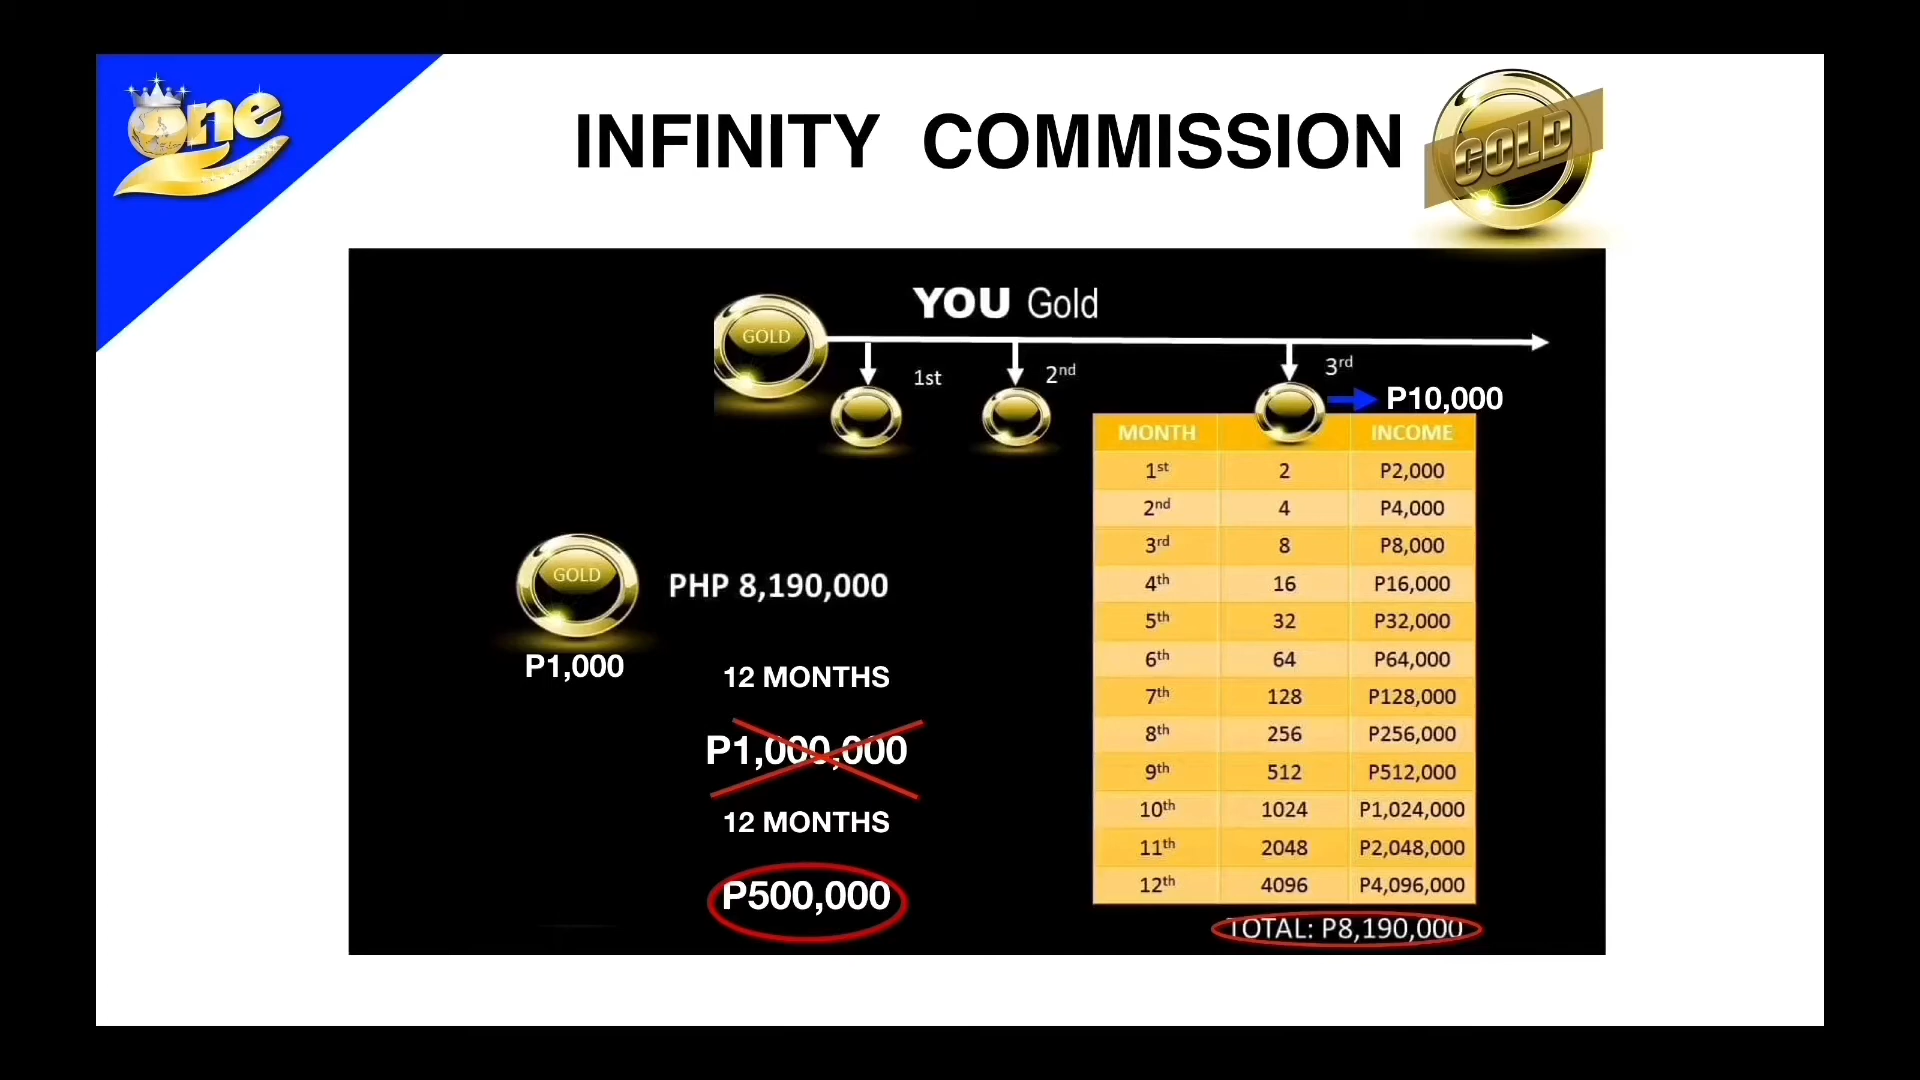 One
INFINITY COMMISSION
GOLD
YOU Gold
GOLD
1st
2nd
3rd
P10,000
MONTH INCOME
1st 2 P2,000
2nd 4 P4,000
3rd 8 P8,000
4th 16 P16,000
5th 32 P32,000
6th 64 P64,000
7th 128 P128,000
8th 256 P256,000
9th 512 P512,000
10th 1024 P1,024,000
11th 2048 P2,048,000
12th 4096 P4,096,000
TOTAL: P8,190,000
GOLD
PHP 8,190,000
P1,000
12 MONTHS
P1,000,000
12 MONTHS
P500,000